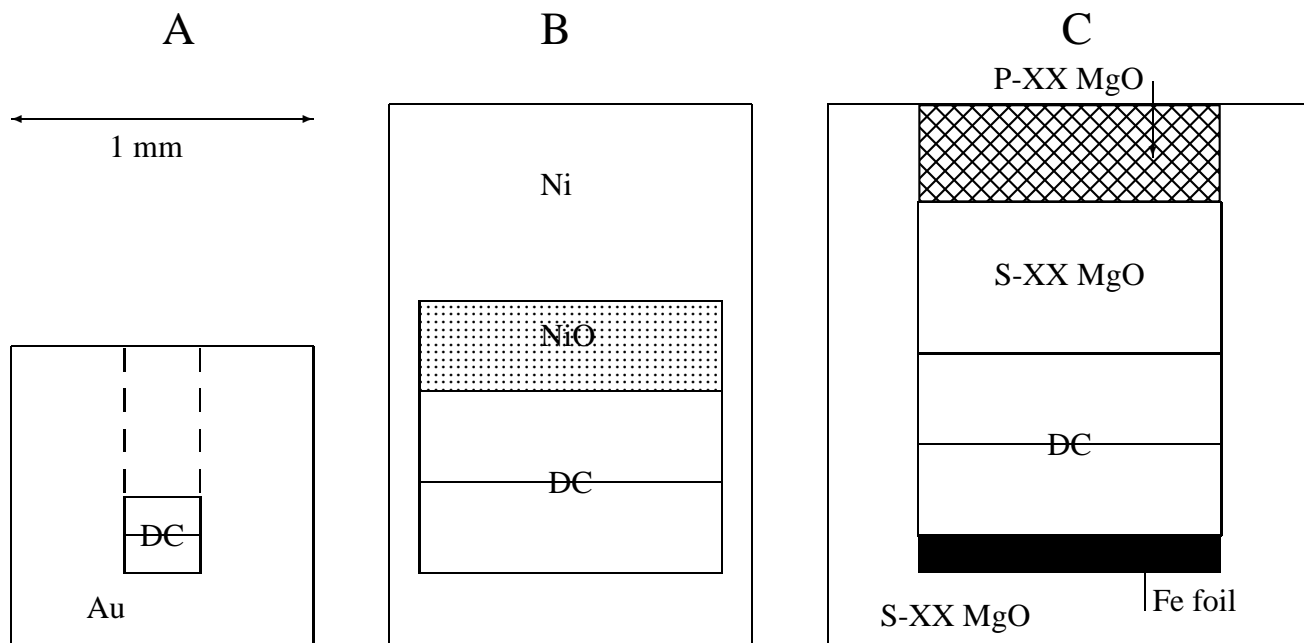 A
B
C
P-XX MgO
1 mm
Ni
S-XX MgO
NiO
DC
DC
DC
Au
Fe foil
S-XX MgO